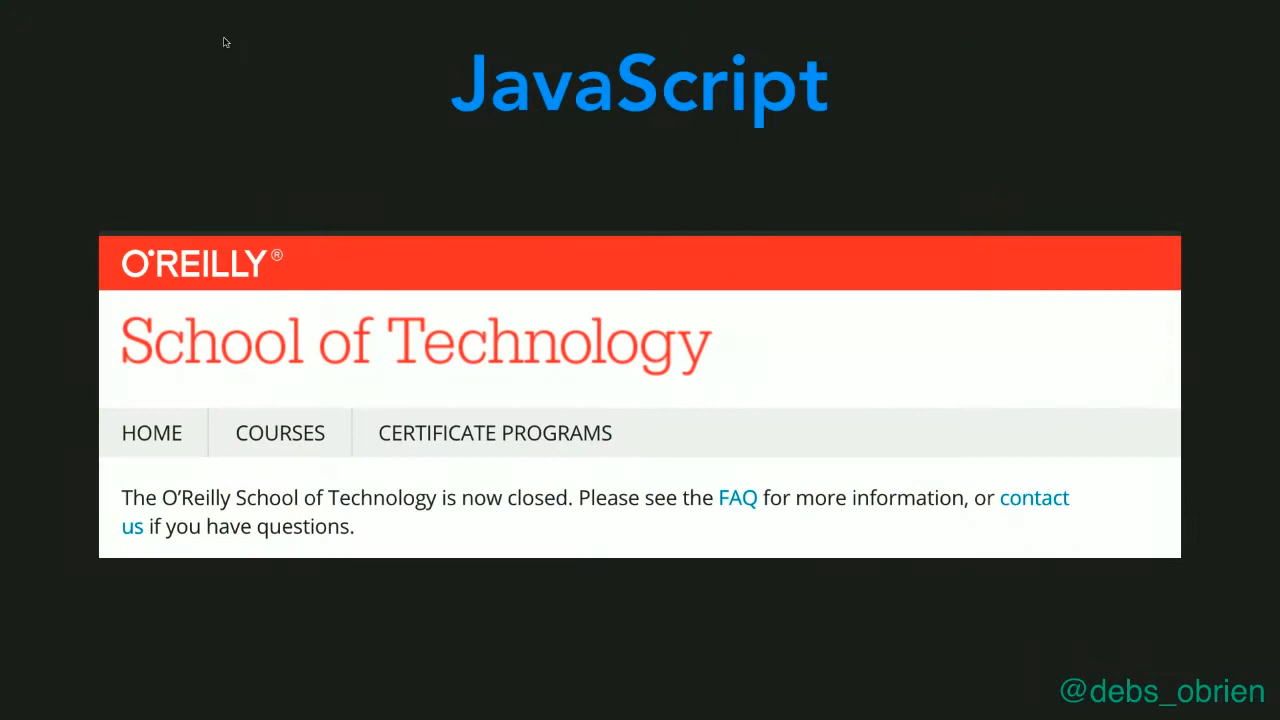 JavaScript
O'REILLY®
School of Technology
HOME COURSES CERTIFICATE PROGRAMS
The O’Reilly School of Technology is now closed. Please see the FAQ for more information, or contact
us if you have questions.
@debs_obrien